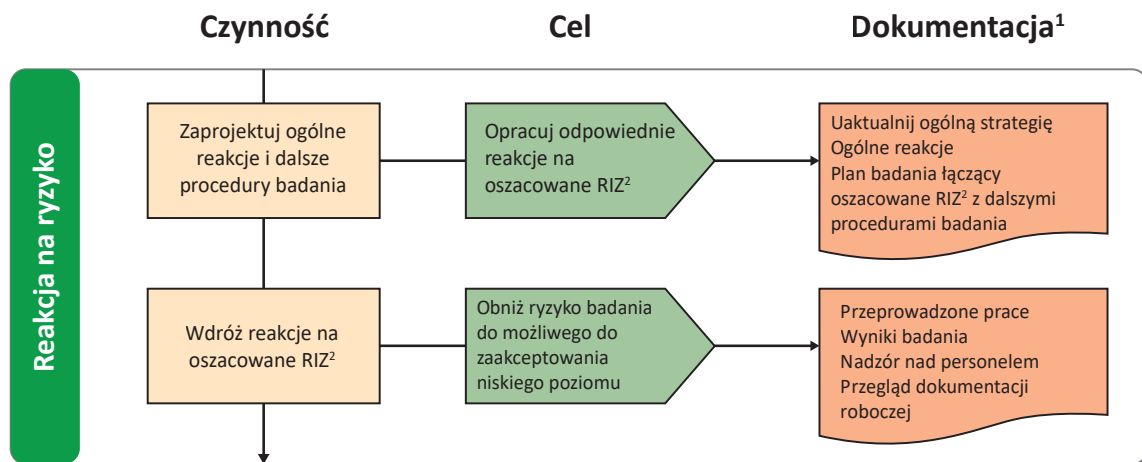 Czynność
Cel
Dokumentacja¹
Reakcja na ryzyko
Zaprojektuj ogólne
reakcje i dalsze
procedury badania
Opracuj odpowiednie
reakcje na
oszacowane RIZ²
Uaktualnij ogólną strategię
Ogólne reakcje
Plan badania łączący
oszacowane RIZ² z dalszymi
procedurami badania
Wdróż reakcje na
oszacowane RIZ²
Obniż ryzyko badania
do możliwego do
zaakceptowania
niskiego poziomu
Przeprowadzone prace
Wyniki badania
Nadzór nad personelem
Przegląd dokumentacji
roboczej